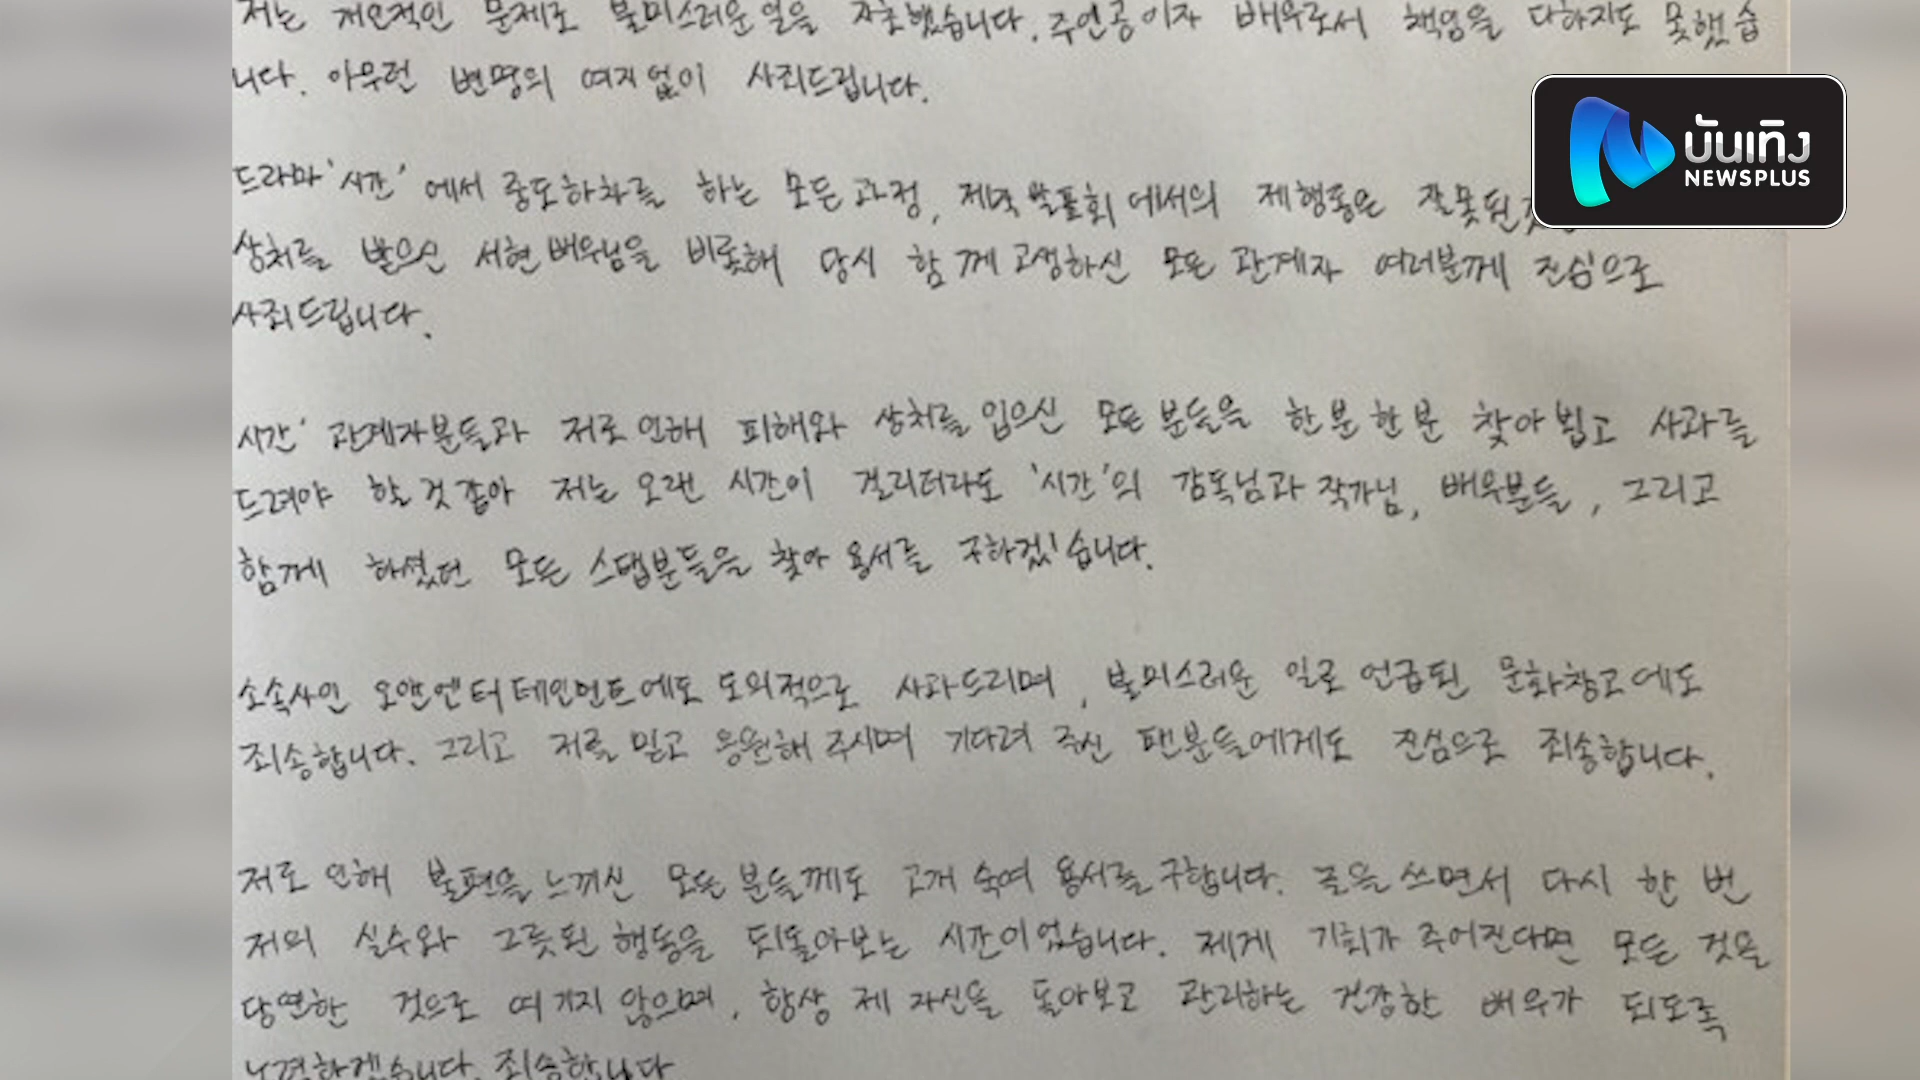 저는 개인적인 문제로 불미스러운 일을 자초했습니다. 주인공이자 배우로서 책임을 다하지도 못했습
니다. 아무런 변명의 여지 없이 사죄드립니다.
드라마 '시간' 에서 중도하차를 하는 모든 과정, 제작발표회에서의 제 행동은 잘못된
상처를 받으신 서현 배우님을 비롯해 당시 함께 고생하신 모든 관계자 여러분께 진심으로
사죄드립니다.
시간' 관계자분들과 저로 인해 피해와 상처를 입으신 모든 분들을 한분 한분 찾아 뵙고 사과를
드려야 할 것 같아 저는 오랜 시간이 걸리더라도 '시간'의 감독님과 작가님, 배우분들, 그리고
함께 하셨던 모든 스탭분들을 찾아 용서를 구하겠습니다.
소속사인 오앤엔터테인먼트에도 도의적으로 사과드리며, 불미스러운 일로 언급된 문화창고에도
죄송합니다. 그리고 저를 믿고 응원해 주시며 기다려 주신 팬분들에게도 진심으로 죄송합니다.
저로 인해 불편을 느끼신 모든 분들께도 고개 숙여 용서를 구합니다. 글을 쓰면서 다시 한 번
저의 실수와 그릇된 행동을 되돌아보는 시간이었습니다. 제게 기회가 주어진다면 모든 것을
당연한 것으로 여기지 않으며, 항상 제 자신을 돌아보고 관리하는 건강한 배우가 되도록
노력하겠습니다. 죄송합니다
บันเทิง
NEWSPLUS